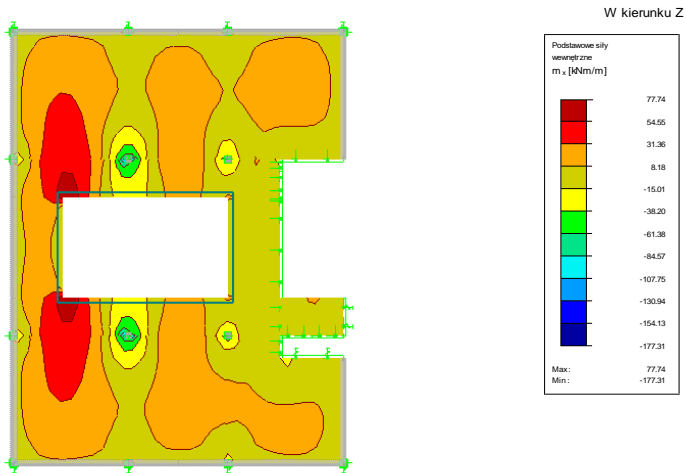 W kierunku Z
Podstawowe siły
wewnętrzne
m x [kNm/m]
77.74
54.55
31.36
8.18
-15.01
-38.20
-61.38
-84.57
-107.75
-130.94
-154.13
-177.31
Max : 77.74
Min : -177.31